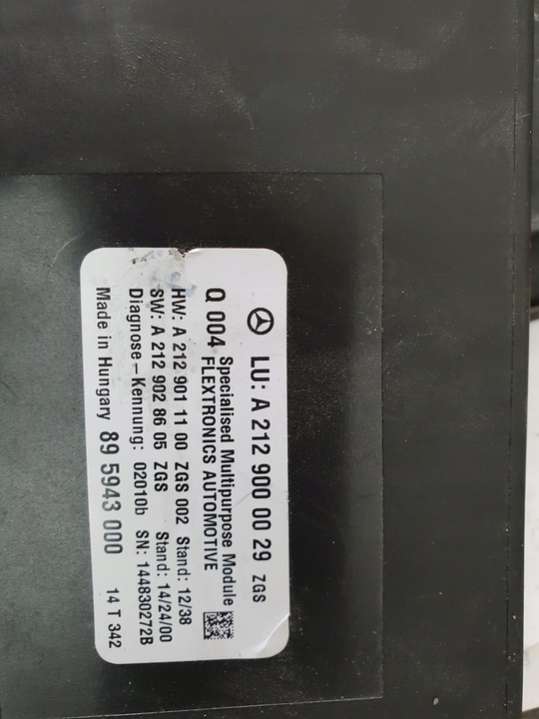 LU: A 212 900 00 29 ZGS
Q 004 Specialised Multipurpose Module
FLEXTRONICS AUTOMOTIVE
HW: A 212 901 11 00 ZGS 002 Stand: 12/38
SW: A 212 902 86 05 ZGS Stand: 14/24/00
Diagnose-Kennung: 02010b SN: 144830272B
Made in Hungary 89 5943 000 14 T 342